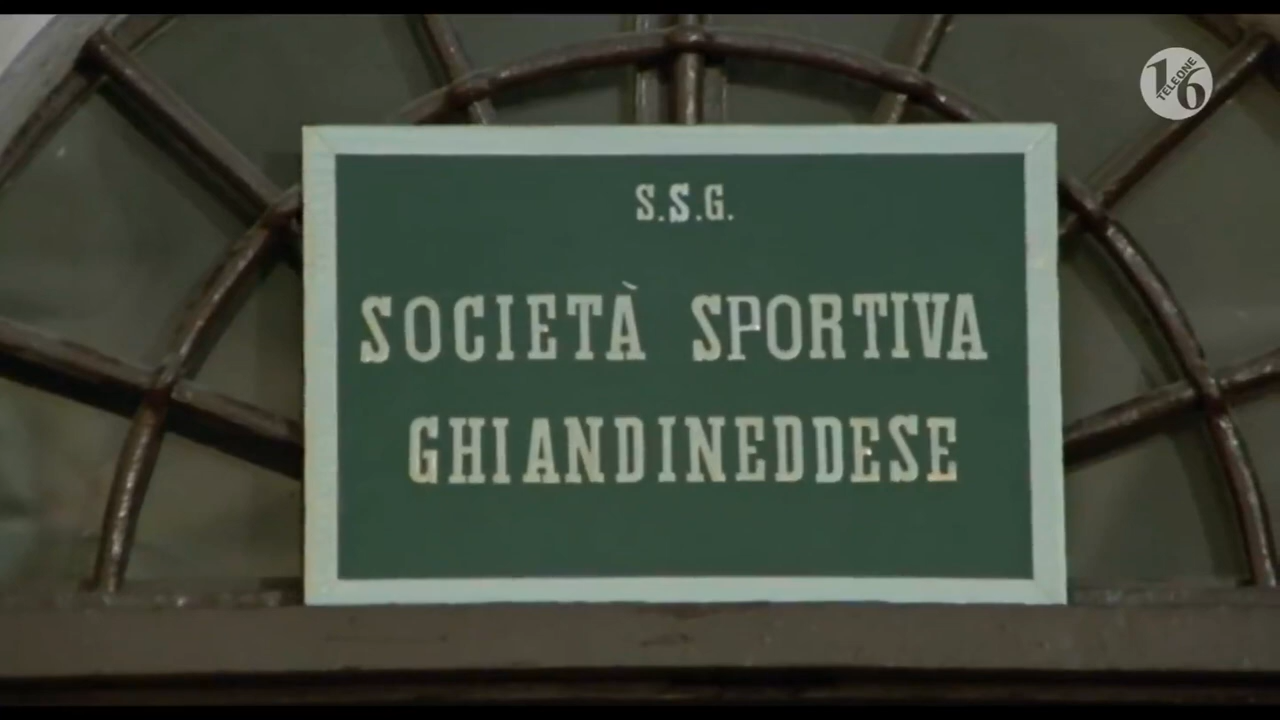 16
TELEONE
S.S.G.
SOCIETÀ SPORTIVA
GHIANDINEDDESE